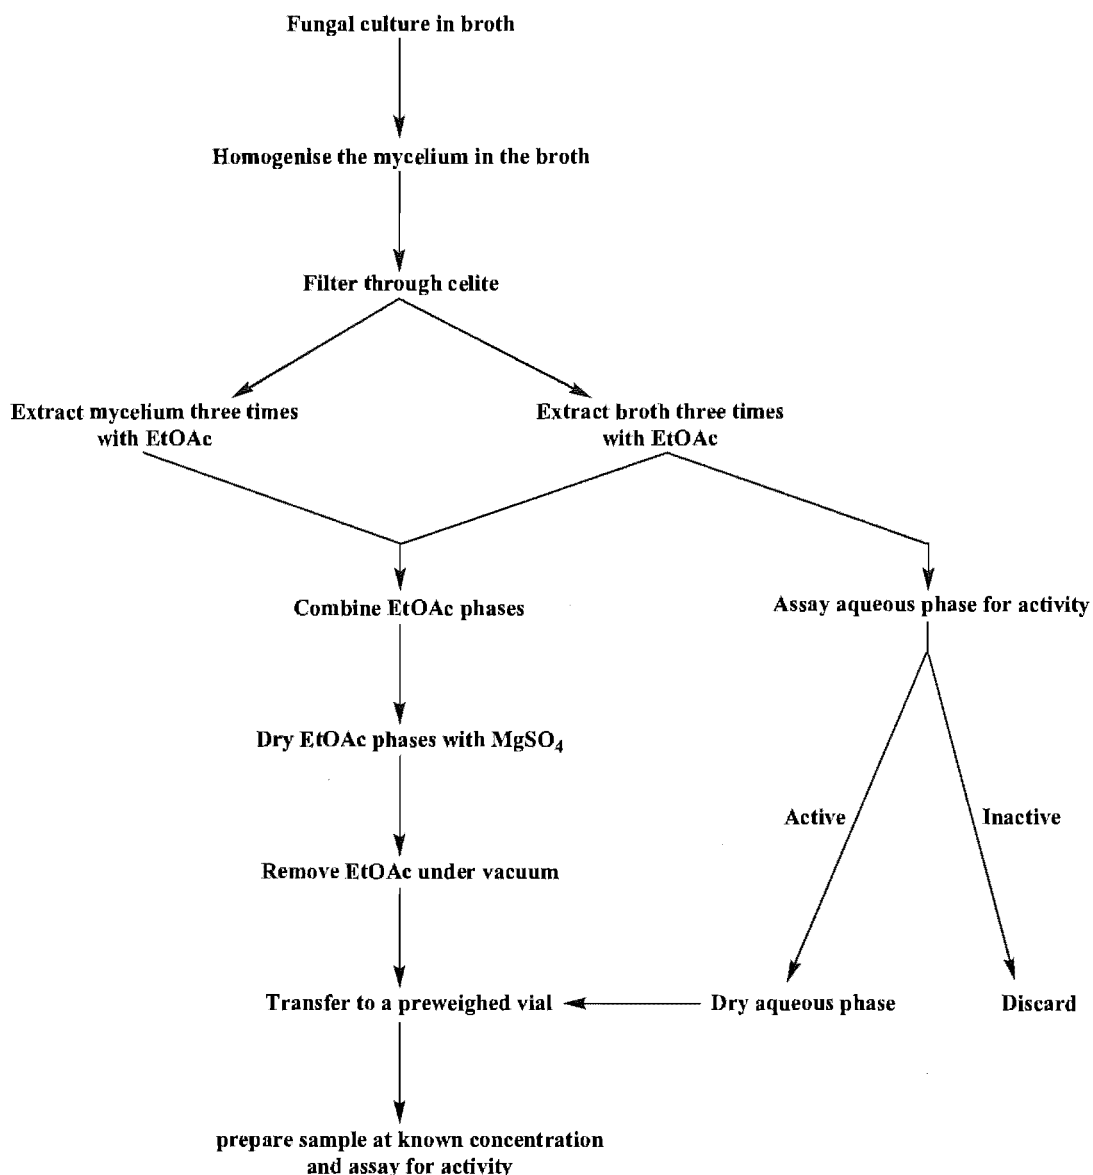 Fungal culture in broth
Homogenise the mycelium in the broth
Filter through celite
Extract mycelium three times
with EtOAc
Extract broth three times
with EtOAc
Combine EtOAc phases
Assay aqueous phase for activity
Dry EtOAc phases with MgSO₄
Active
Inactive
Remove EtOAc under vacuum
Transfer to a preweighed vial
Dry aqueous phase
Discard
prepare sample at known concentration
and assay for activity